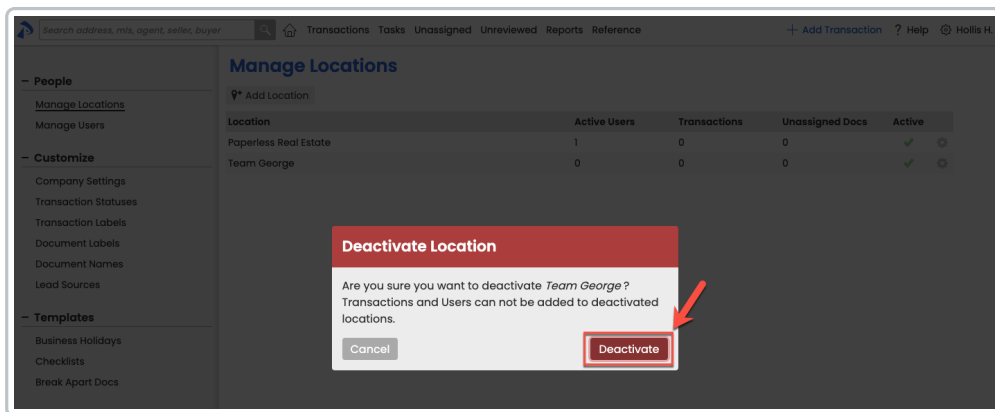 Search address, mls, agent, seller, buyer
Transactions Tasks Unassigned Unreviewed Reports Reference
+ Add Transaction ? Help Hollis H.
− People
Manage Locations
Manage Users
− Customize
Company Settings
Transaction Statuses
Transaction Labels
Document Labels
Document Names
Lead Sources
− Templates
Business Holidays
Checklists
Break Apart Docs
Manage Locations
Add Location
Location Active Users Transactions Unassigned Docs Active
Paperless Real Estate 1 0 0
Team George 0 0 0
Deactivate Location
Are you sure you want to deactivate Team George?
Transactions and Users can not be added to deactivated
locations.
Cancel Deactivate